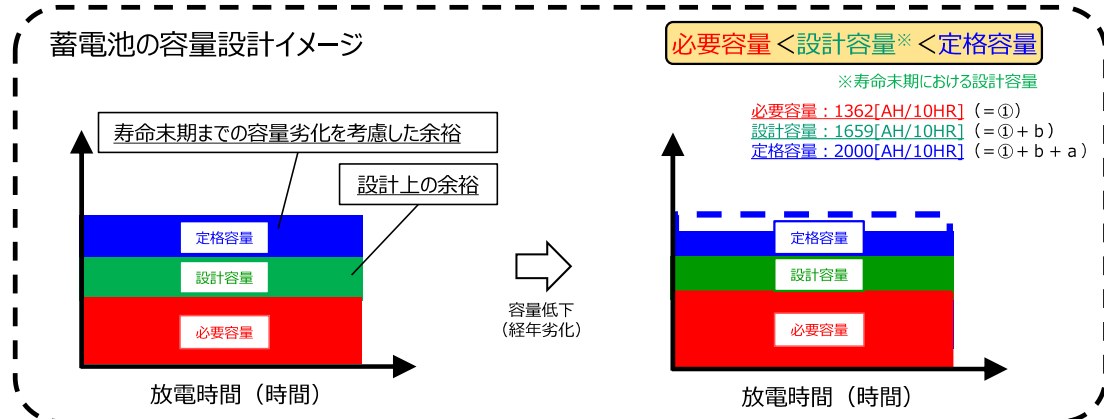 蓄電池の容量設計イメージ
必要容量＜設計容量※＜定格容量
※寿命末期における設計容量
必要容量：1362[AH/10HR]（=①）
設計容量：1659[AH/10HR]（=①＋b）
定格容量：2000[AH/10HR]（=①＋b＋a）
寿命末期までの容量劣化を考慮した余裕
設計上の余裕
定格容量
設計容量
必要容量
放電時間（時間）
容量低下
（経年劣化）
定格容量
設計容量
必要容量
放電時間（時間）